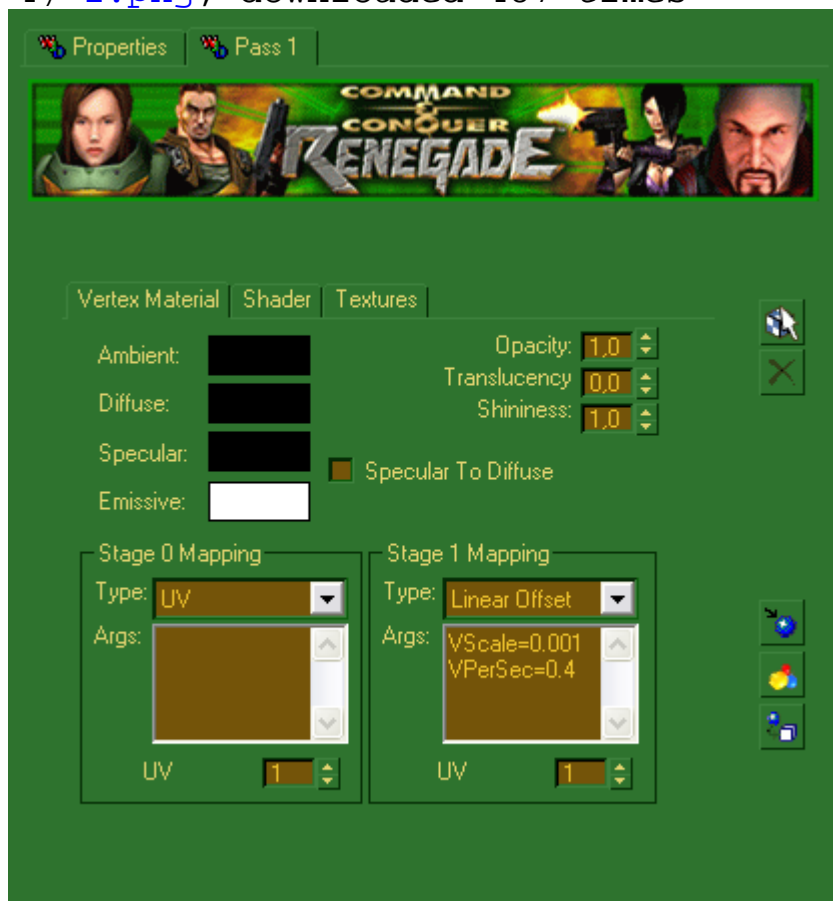 Properties
Pass 1
COMMAND
&
CONQUER
RENEGADE
Vertex Material
Shader
Textures
Ambient:
Opacity: 1,0
Translucency 0,0
Diffuse:
Shininess: 1,0
Specular:
Specular To Diffuse
Emissive:
Stage 0 Mapping
Type: UV
Args:
UV 1
Stage 1 Mapping
Type: Linear Offset
Args: VScale=0.001
VPerSec=0.4
UV 1